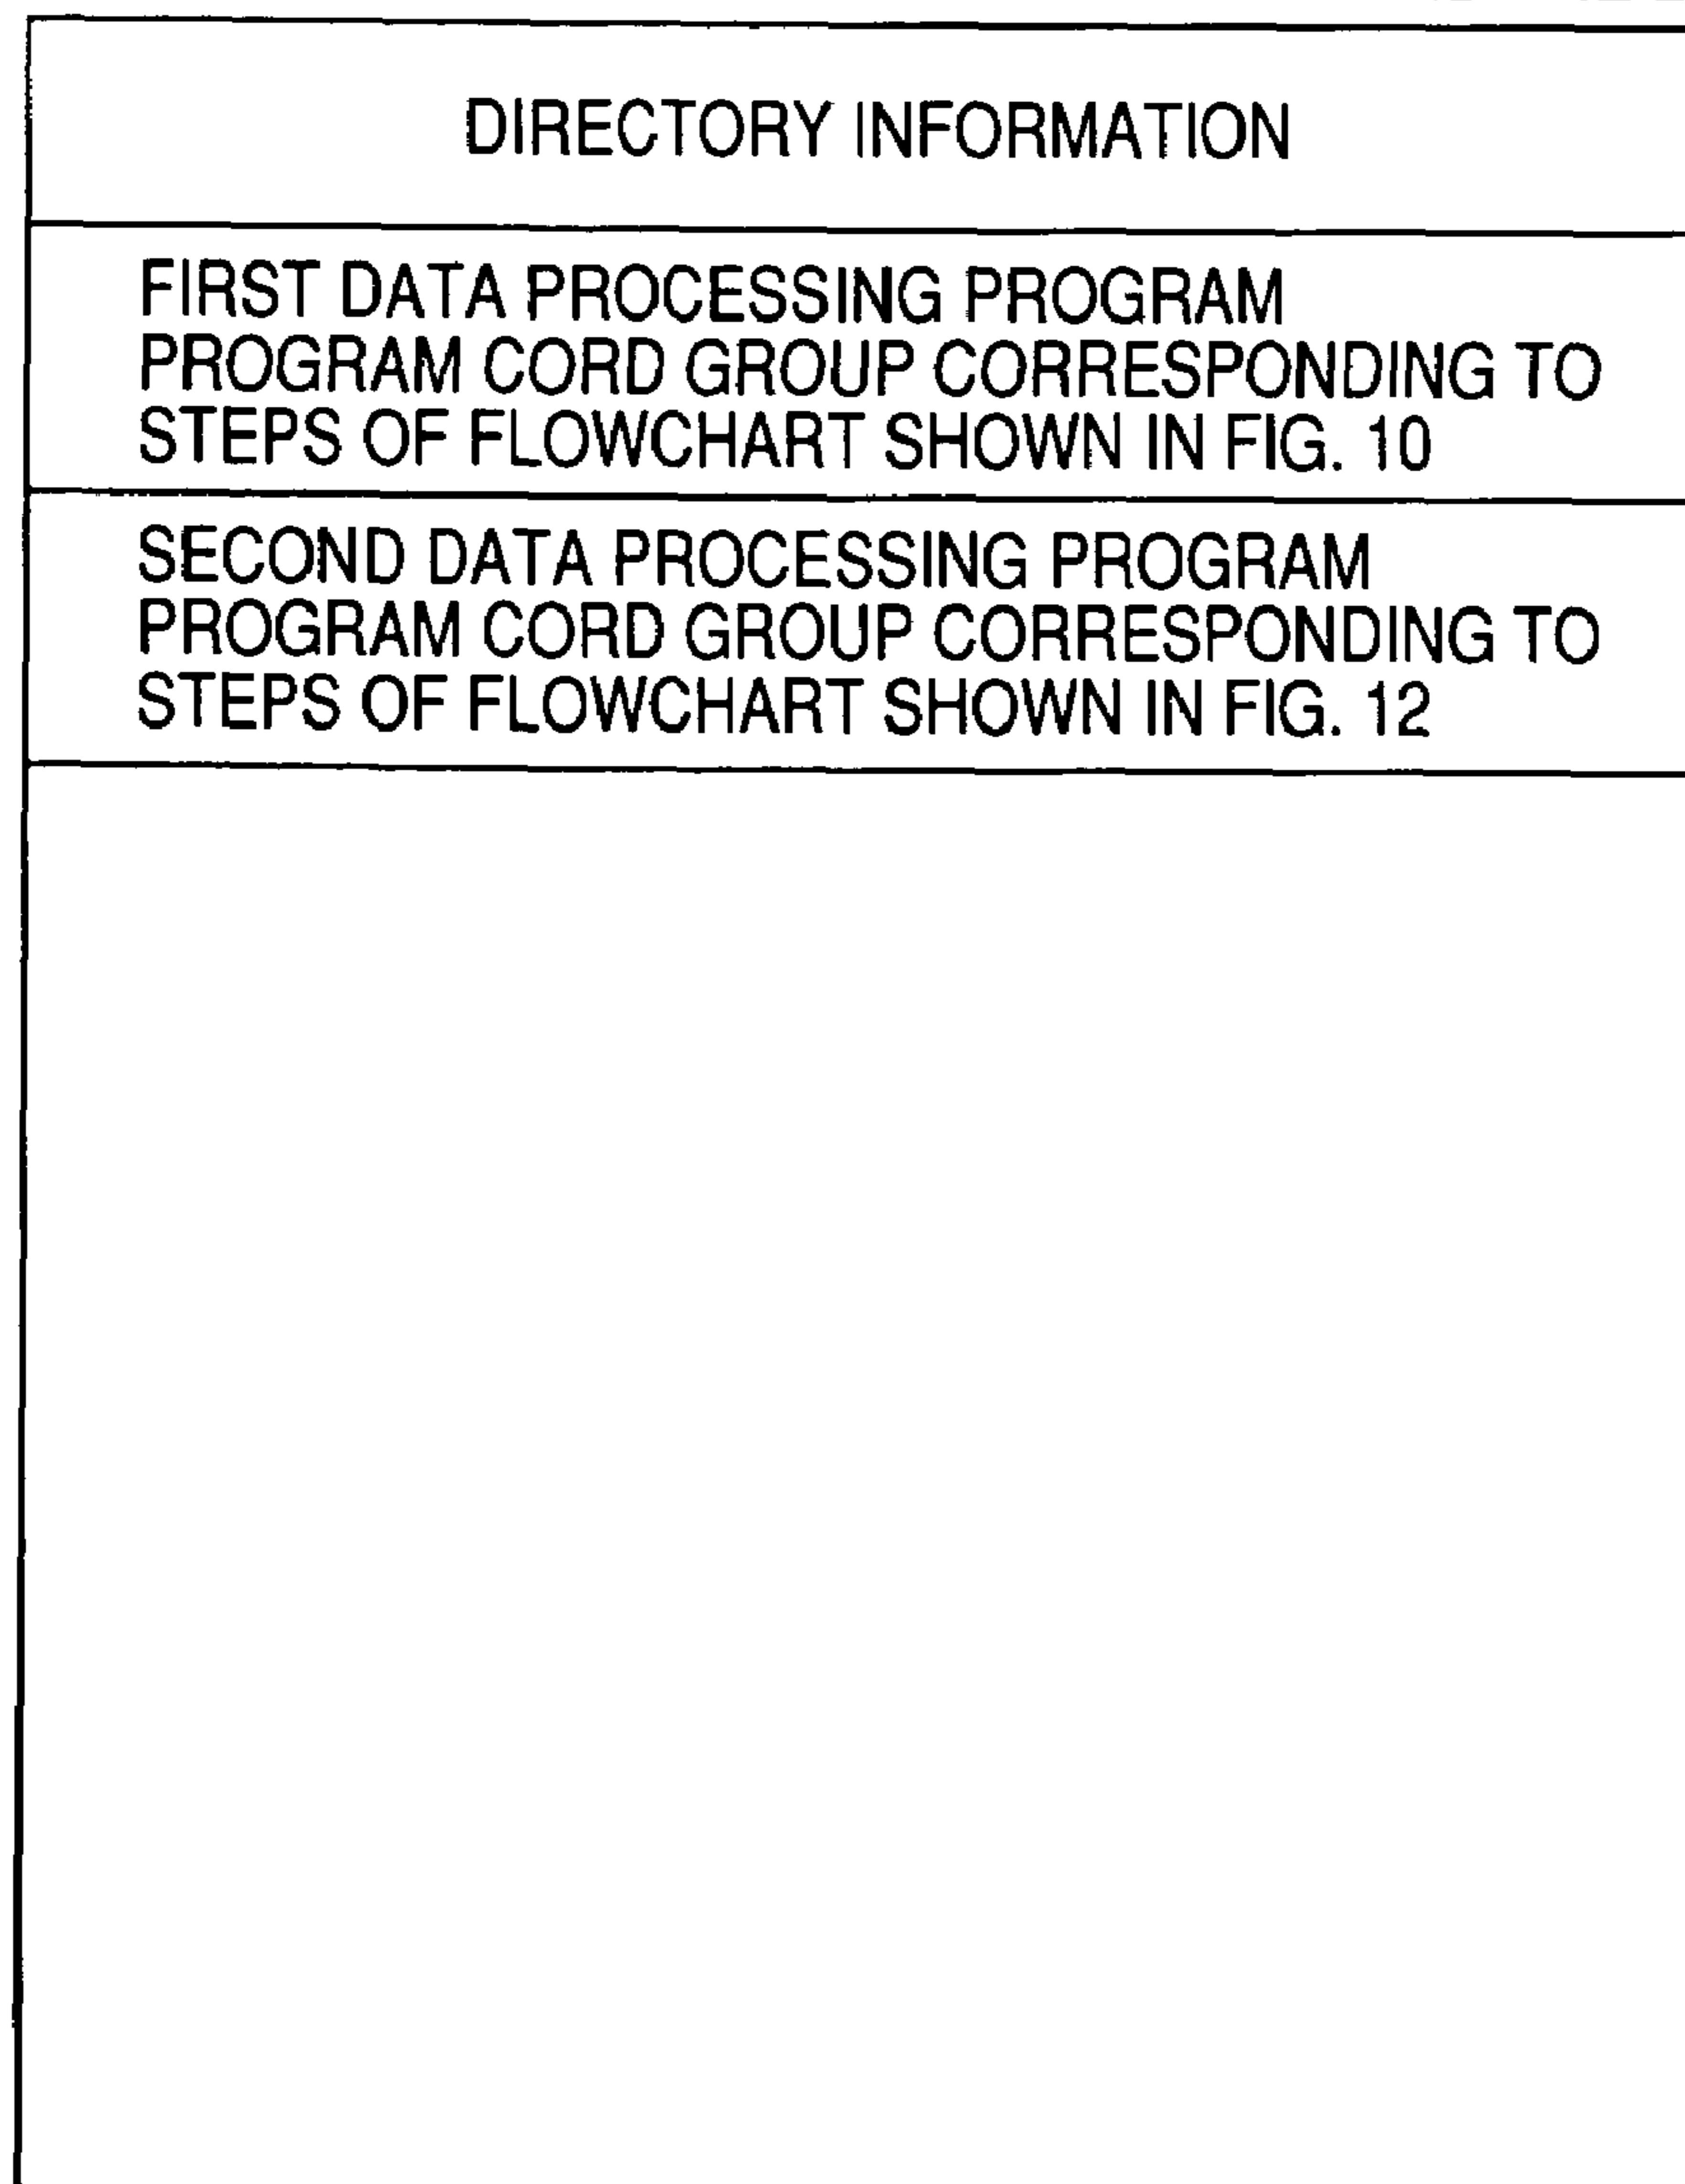 DIRECTORY INFORMATION
FIRST DATA PROCESSING PROGRAM
PROGRAM CORD GROUP CORRESPONDING TO
STEPS OF FLOWCHART SHOWN IN FIG. 10
SECOND DATA PROCESSING PROGRAM
PROGRAM CORD GROUP CORRESPONDING TO
STEPS OF FLOWCHART SHOWN IN FIG. 12